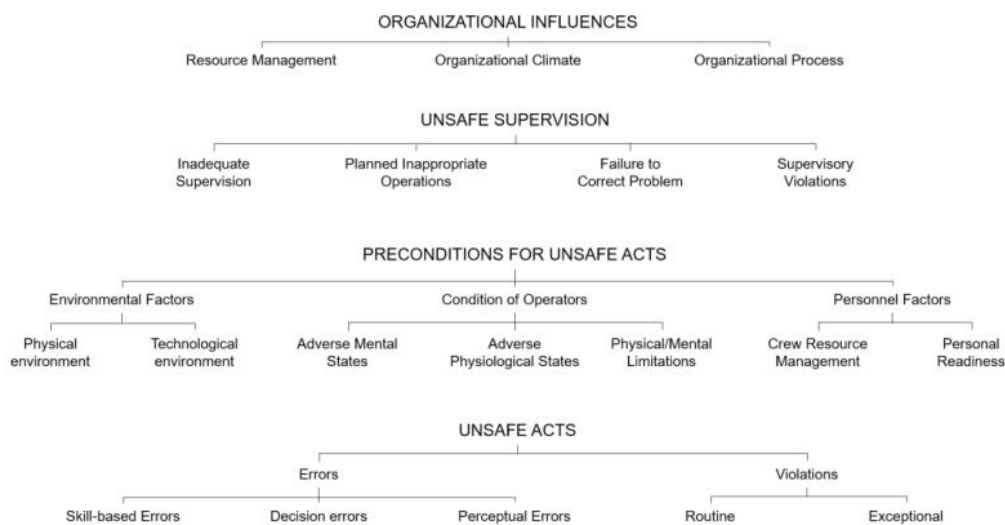 ORGANIZATIONAL INFLUENCES
Resource Management Organizational Climate Organizational Process
UNSAFE SUPERVISION
Inadequate Planned Inappropriate Failure to Supervisory
Supervision Operations Correct Problem Violations
PRECONDITIONS FOR UNSAFE ACTS
Environmental Factors Condition of Operators Personnel Factors
Physical Technological Adverse Mental Adverse Physical/Mental Crew Resource Personal
environment environment States Physiological States Limitations Management Readiness
UNSAFE ACTS
Errors Violations
Skill-based Errors Decision errors Perceptual Errors Routine Exceptional